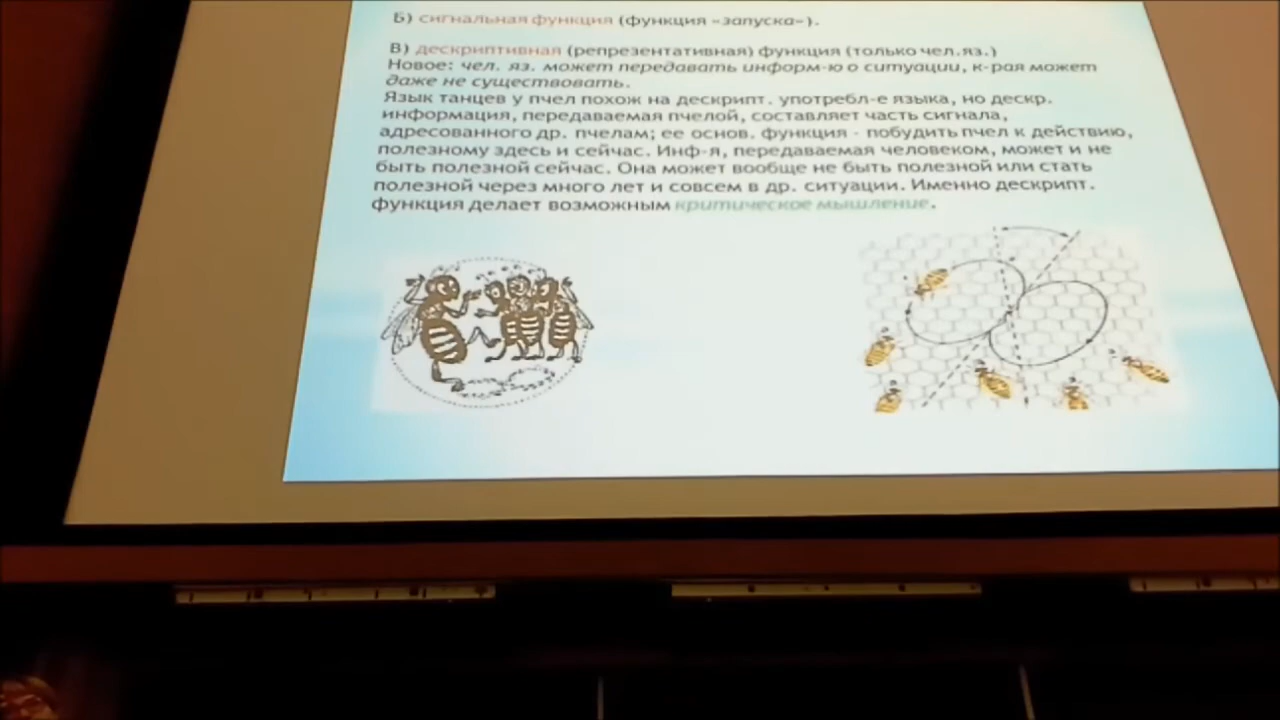 Б) сигнальная функция (функция «запуска»).
В) дескриптивная (репрезентативная) функция (только чел.яз.)
Новое: чел. яз. может передавать информ-ю о ситуации, к-рая может
даже не существовать.
Язык танцев у пчел похож на дескрипт. употребл-е языка, но дескр.
информация, передаваемая пчелой, составляет часть сигнала,
адресованного др. пчелам; ее основ. функция - побудить пчел к действию,
полезному здесь и сейчас. Инф-я, передаваемая человеком, может и не
быть полезной сейчас. Она может вообще не быть полезной или стать
полезной через много лет и совсем в др. ситуации. Именно дескрипт.
функция делает возможным критическое мышление.